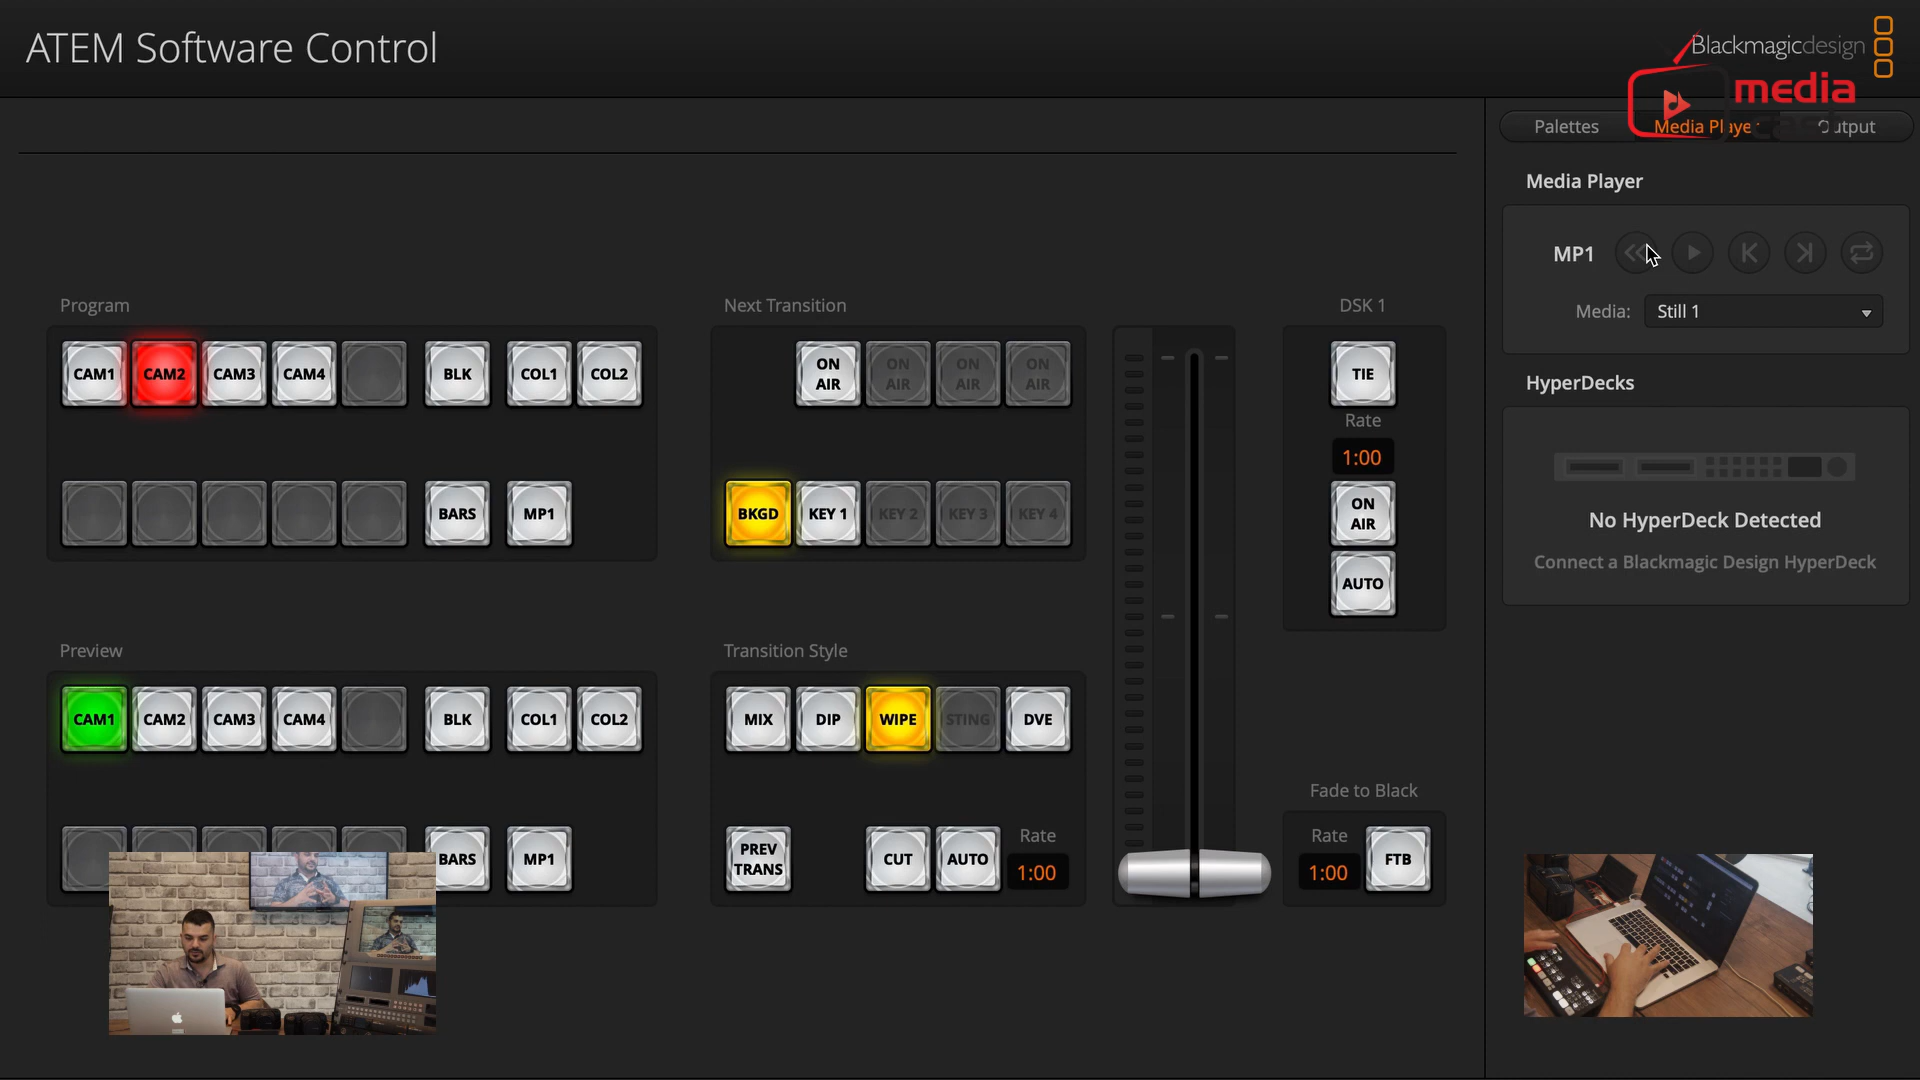 ATEM Software Control
Blackmagicdesign
media
Palettes
Media Player
Output
Media Player
MP1
Media:
Still 1
HyperDecks
No HyperDeck Detected
Connect a Blackmagic Design HyperDeck
Program
CAM1
CAM2
CAM3
CAM4
BLK
COL1
COL2
BARS
MP1
Next Transition
ON
AIR
ON
AIR
ON
AIR
ON
AIR
BKGD
KEY 1
KEY 2
KEY 3
KEY 4
DSK 1
TIE
Rate
1:00
ON
AIR
AUTO
Preview
CAM1
CAM2
CAM3
CAM4
BLK
COL1
COL2
BARS
MP1
Transition Style
MIX
DIP
WIPE
STING
DVE
PREV
TRANS
CUT
AUTO
Rate
1:00
Fade to Black
Rate
1:00
FTB